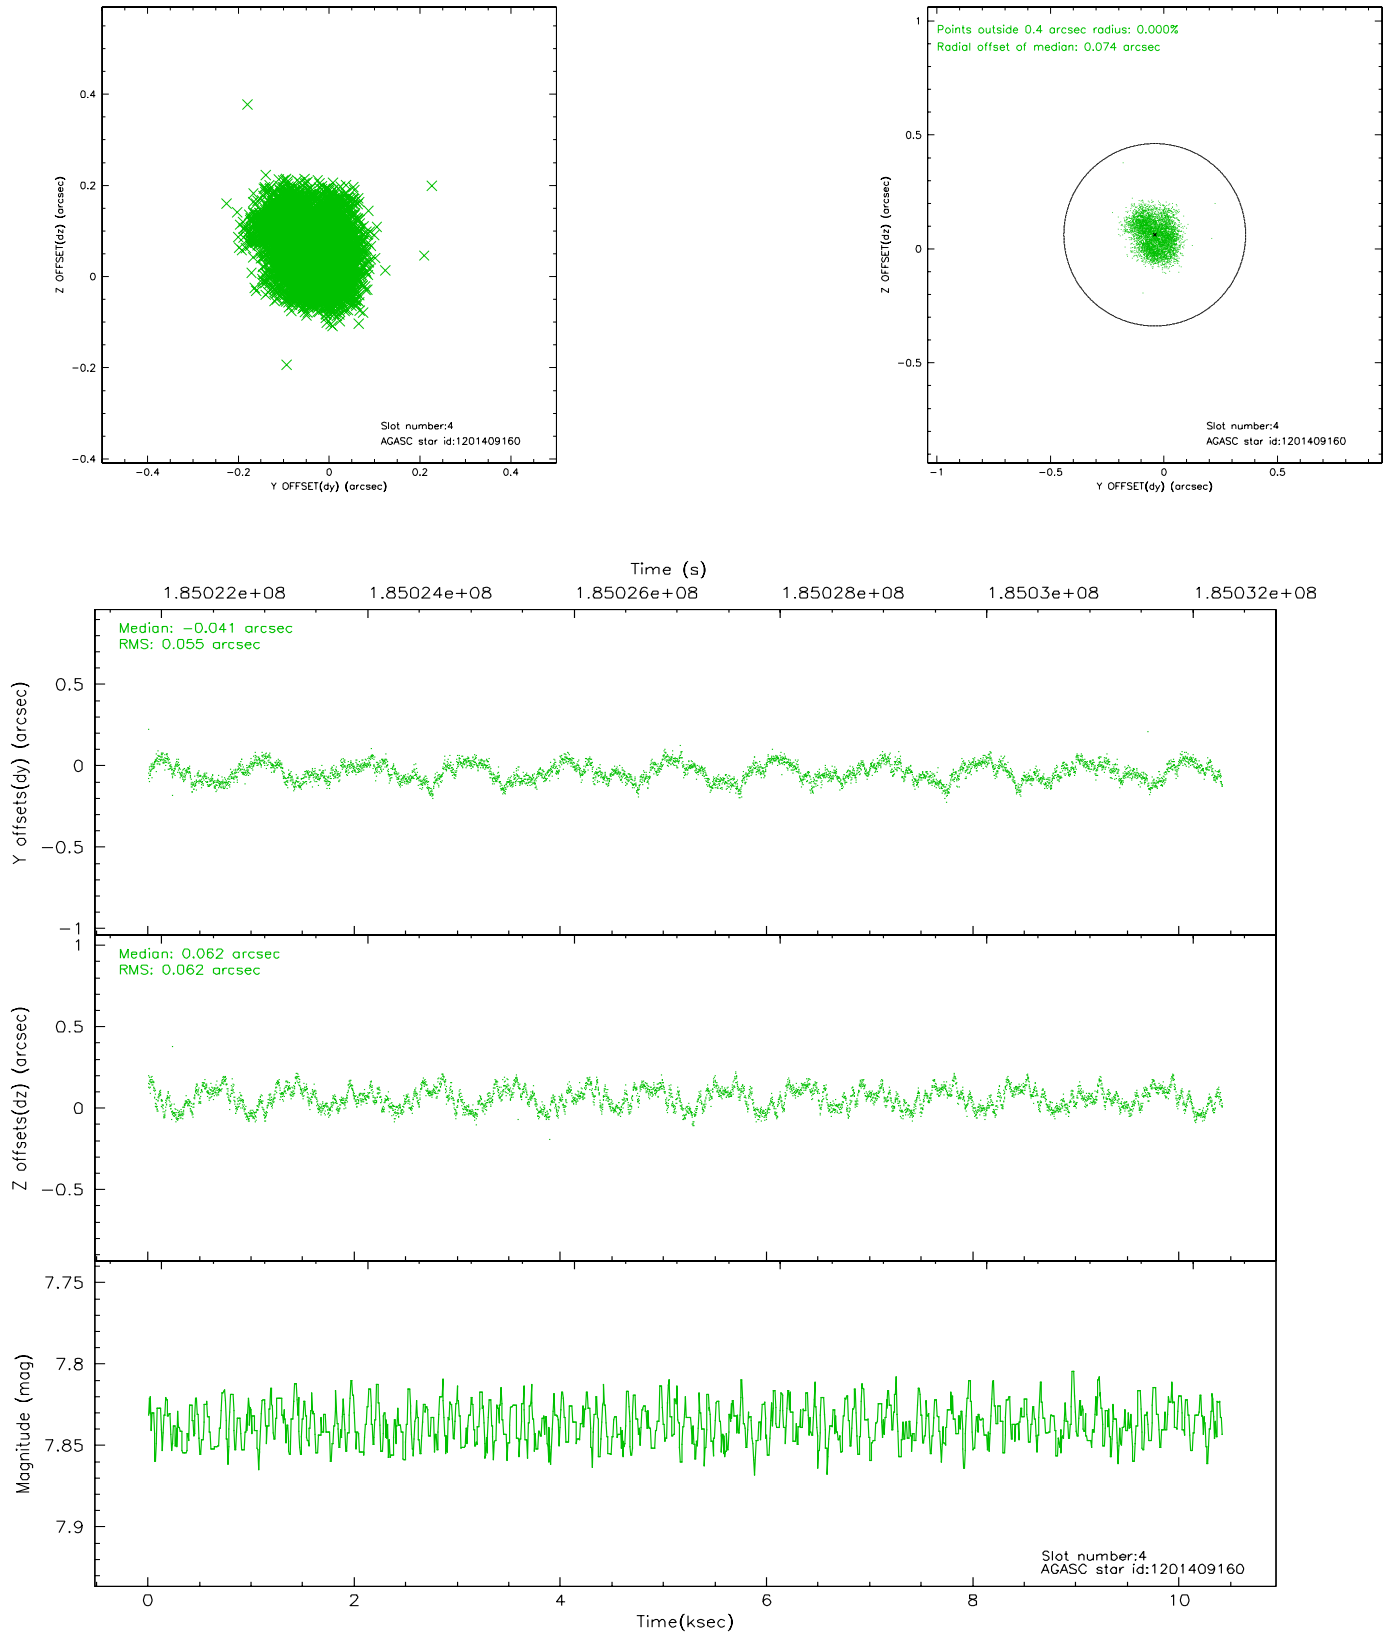 0.4
0.2
0
−0.2
−0.4
Z OFFSET(dz) (arcsec)
Slot number:4
AGASC star id:1201409160
−0.4 −0.2 0 0.2 0.4
Y OFFSET(dy) (arcsec)
Points outside 0.4 arcsec radius: 0.000%
Radial offset of median: 0.074 arcsec
1
0.5
0
−0.5
Z OFFSET(dz) (arcsec)
Slot number:4
AGASC star id:1201409160
−1 −0.5 0 0.5
Y OFFSET(dy) (arcsec)
Time (s)
1.85022e+08 1.85024e+08 1.85026e+08 1.85028e+08 1.8503e+08 1.85032e+08
Median: −0.041 arcsec
RMS: 0.055 arcsec
0.5
0
−0.5
−1
Y offsets(dy) (arcsec)
Median: 0.062 arcsec
RMS: 0.062 arcsec
1
0.5
0
−0.5
Z offsets(dz) (arcsec)
7.75
7.8
7.85
7.9
Magnitude (mag)
Slot number:4
AGASC star id:1201409160
0 2 4 6 8 10
Time(ksec)